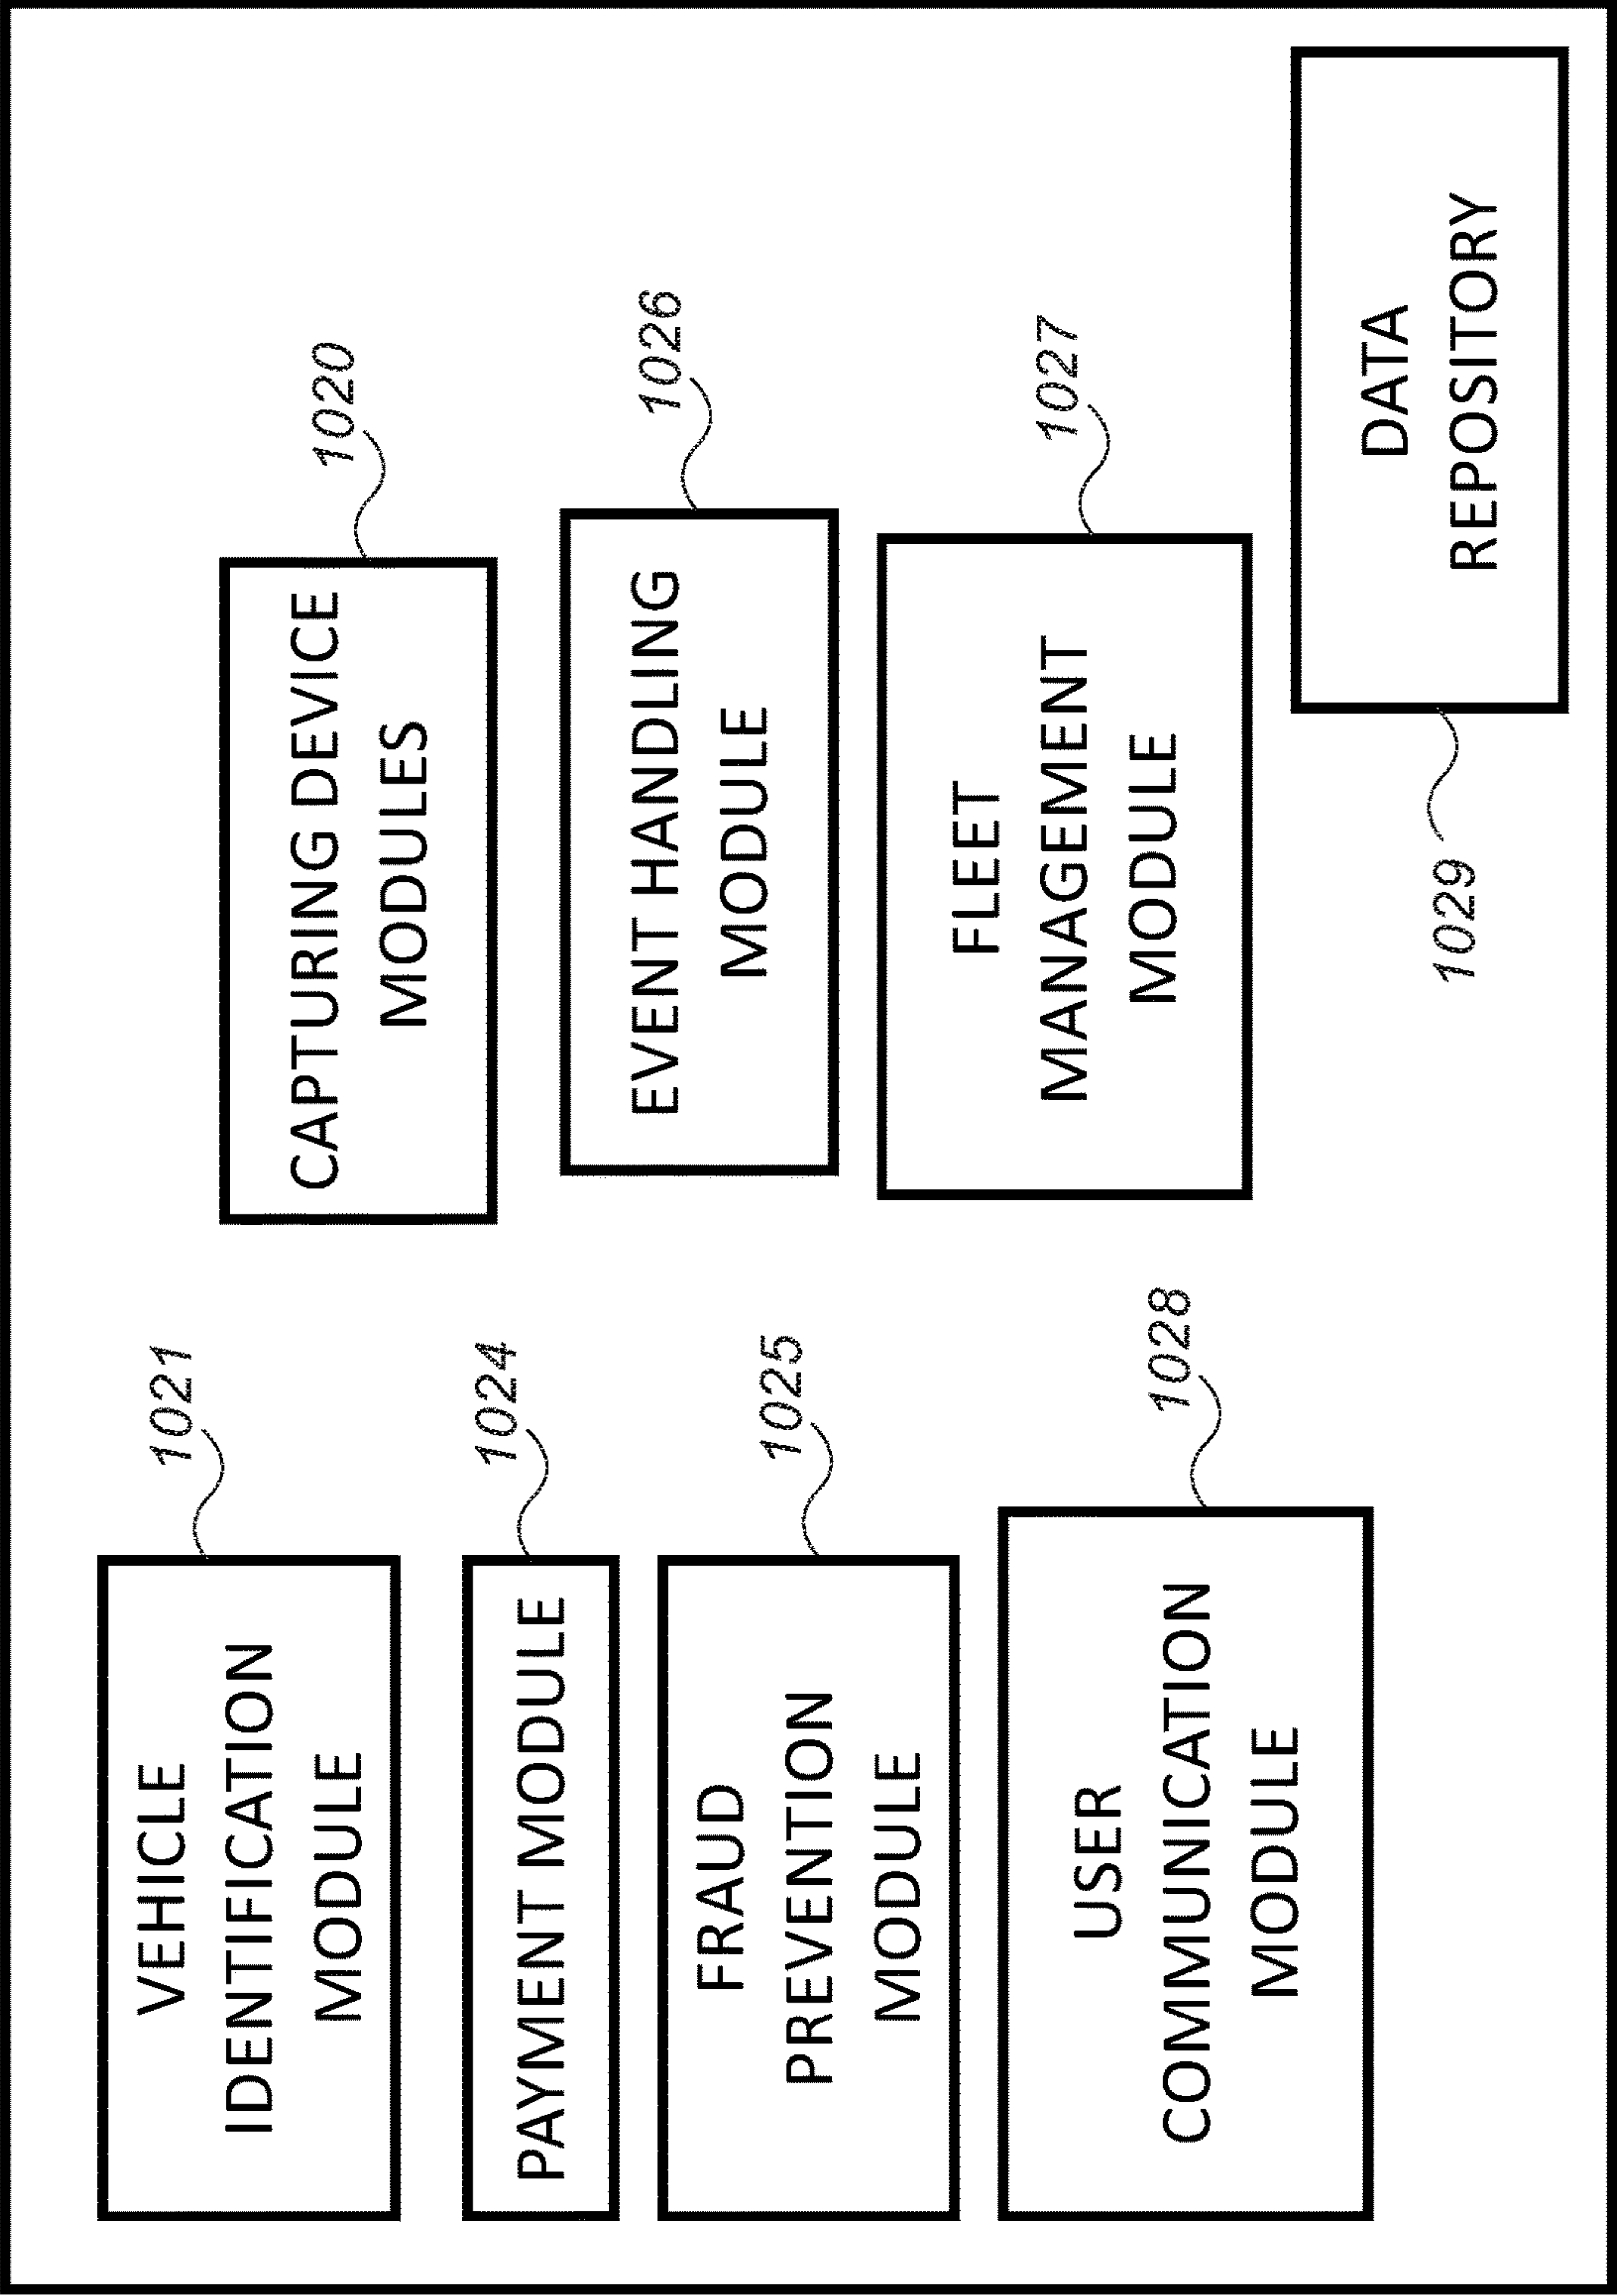 VEHICLE
IDENTIFICATION
MODULE
1021
PAYMENT MODULE
1024
FRAUD
PREVENTION
MODULE
1025
USER
COMMUNICATION
MODULE
1028
CAPTURING DEVICE
MODULES
1020
EVENT HANDLING
MODULE
1026
FLEET
MANAGEMENT
MODULE
1027
DATA
REPOSITORY
1029